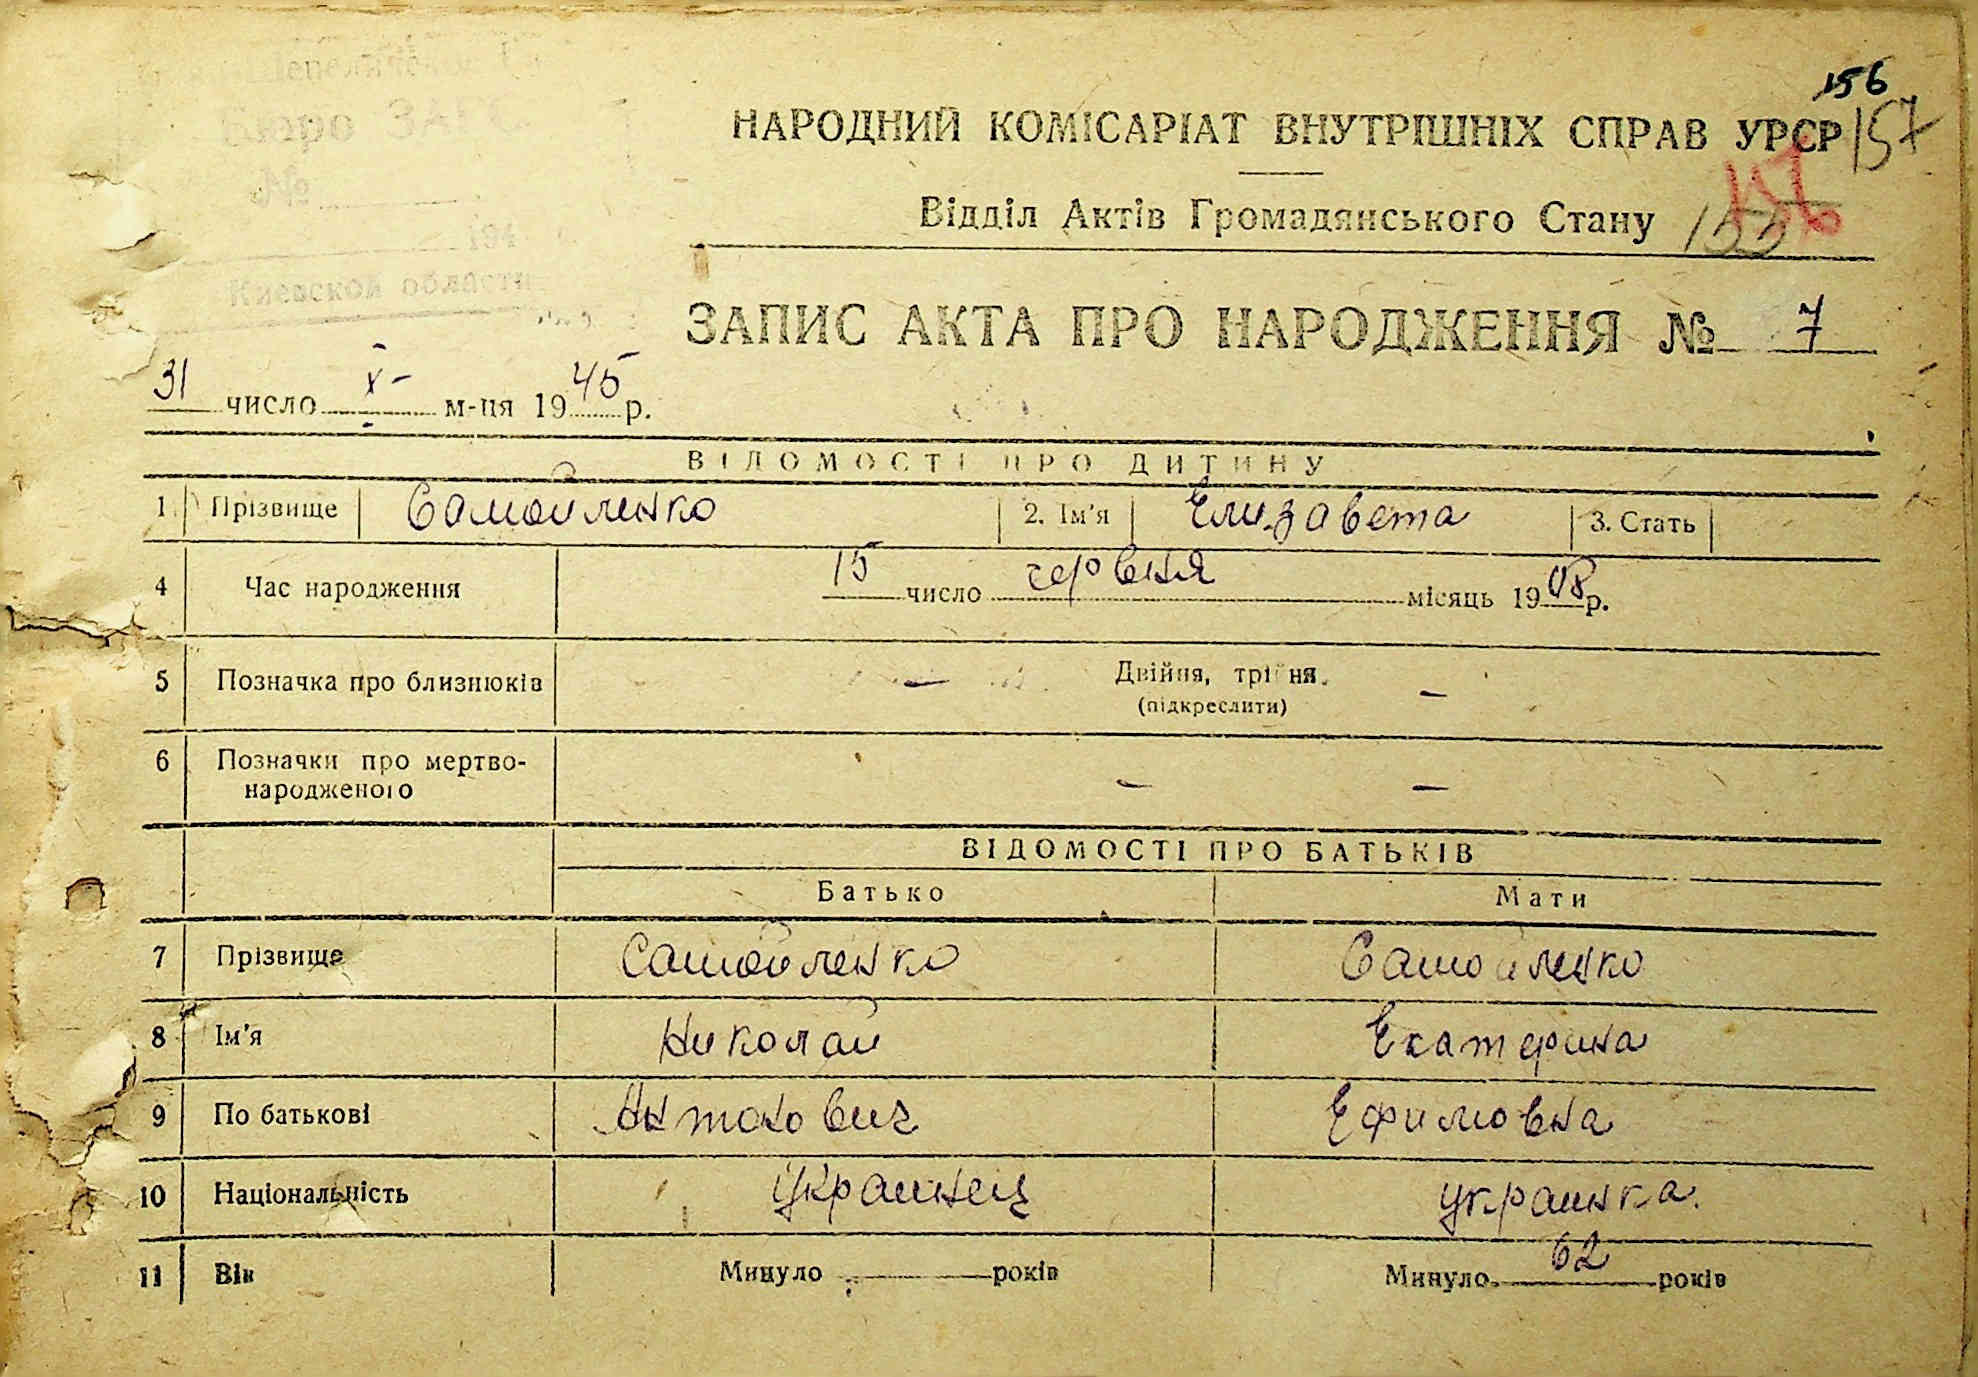 Бюро ЗАГС
№
194
Киевской области
156
НАРОДНИЙ КОМІСАРІАТ ВНУТРІШНІХ СПРАВ УРСР 157
Відділ Актів Громадянського Стану 155
ЗАПИС АКТА ПРО НАРОДЖЕННЯ № 7
31 число X м-ця 1945 р.
ВІДОМОСТІ ПРО ДИТИНУ
1 Прізвище Самойленко 2. Ім'я Елизавета 3. Стать
4 Час народження 15 число червня місяць 1908 р.
5 Позначка про близнюків — Двійня, трійня —
(підкреслити)
6 Позначки про мертво-
народженого — —
ВІДОМОСТІ ПРО БАТЬКІВ
Батько Мати
7 Прізвище Самойленко Самойленко
8 Ім'я Николай Екатерина
9 По батькові Антонович Ефимовна
10 Національність Украинец Украинка.
11 Вік Минуло — років Минуло 62 років